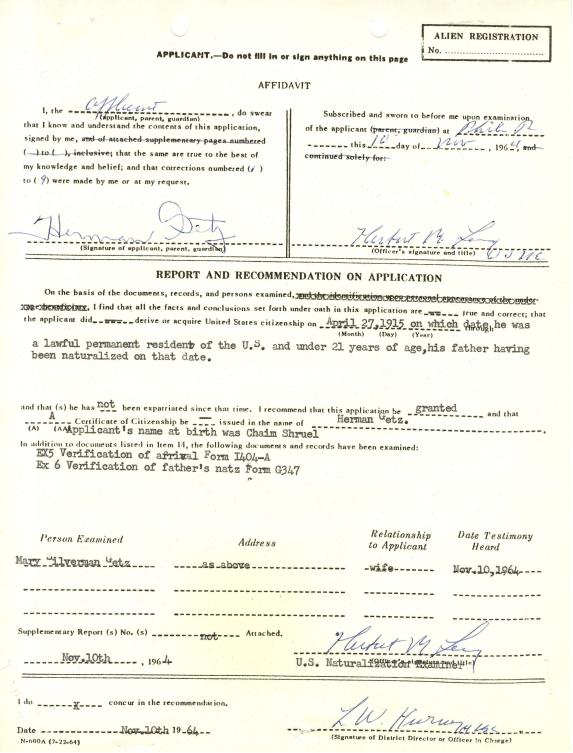 ALIEN REGISTRATION
No. ........................
APPLICANT.—Do not fill in or sign anything on this page
AFFIDAVIT
I, the applicant, do swear
(applicant, parent, guardian)
that I know and understand the contents of this application,
signed by me, and of attached supplementary pages numbered
( ) to ( ), inclusive; that the same are true to the best of
my knowledge and belief; and that corrections numbered (1)
to (9) were made by me or at my request.
Herman Getz
(Signature of applicant, parent, guardian)
Subscribed and sworn to before me upon examination
of the applicant (parent, guardian) at Phila Pa
this 10 day of Nov, 1964, and
continued solely for:
Herbert M. Levy
(Officer's signature and title)
REPORT AND RECOMMENDATION ON APPLICATION
On the basis of the documents, records, and persons examined,
I find that all the facts and conclusions set forth under oath in this application are true and correct; that
the applicant did derive or acquire United States citizenship on April 27,1915 on which date, he was
through
(Month) (Day) (Year)
a lawful permanent resident of the U.S. and under 21 years of age,his father having
been naturalized on that date.
and that (s) he has not been expatriated since that time. I recommend that this application be granted and that
A Certificate of Citizenship be issued in the name of Herman Getz.
(A) (AA) Applicant's name at birth was Chaim Shruel
In addition to documents listed in Item 14, the following documents and records have been examined:
EX5 Verification of arrival Form I404-A
Ex 6 Verification of father's natz Form G347
Person Examined Address Relationship to Applicant Date Testimony Heard
Mary Silverman Getz as above wife Nov.10,1964
Supplementary Report (s) No. (s) not Attached.
Herbert M Levy
Nov.10th, 1964 U.S. Naturalization Examiner
(Officer's signature and title)
I do x concur in the recommendation.
Date Nov.10th 1964
(Signature of District Director or Officer in Charge)
N-600A (7-22-64)